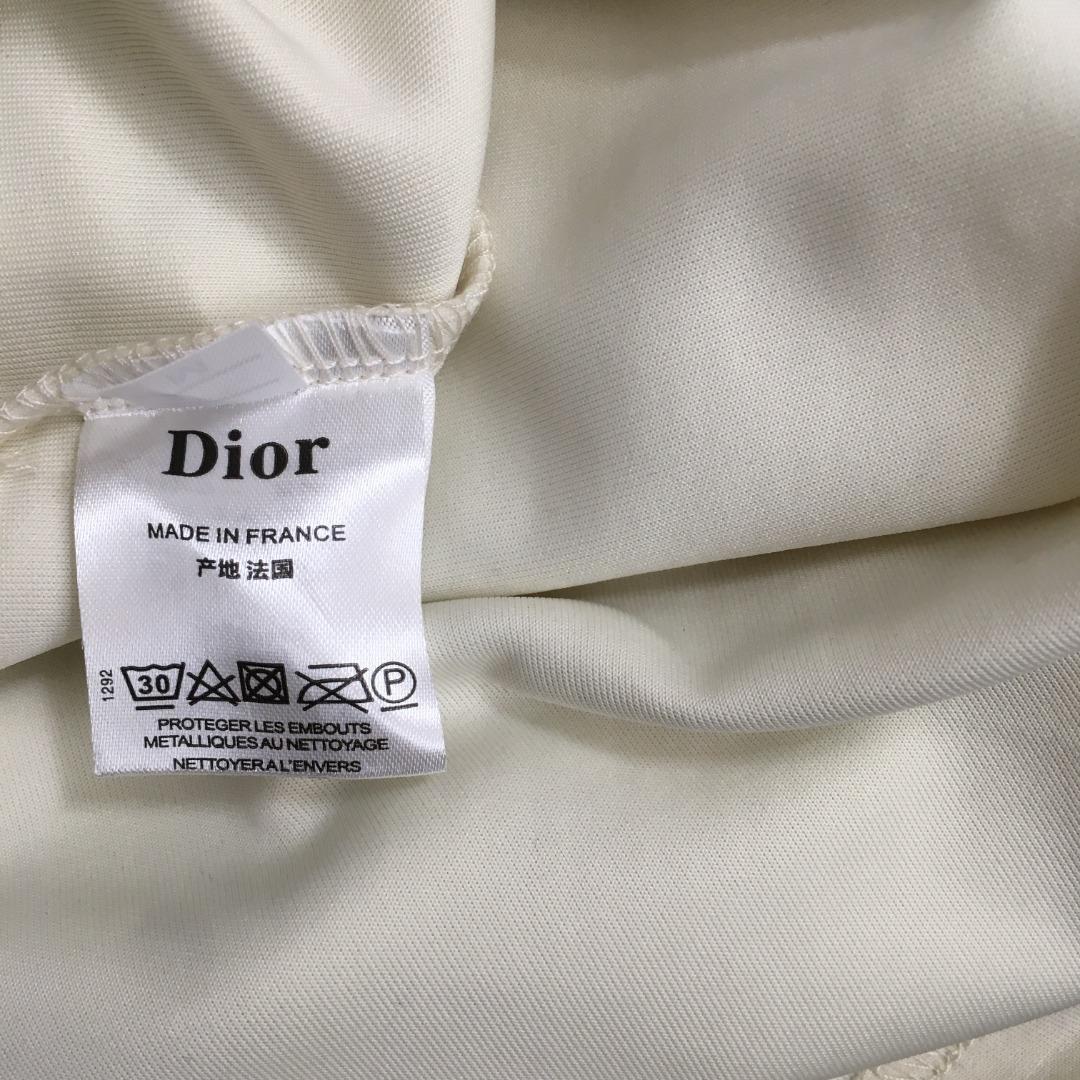 Dior
MADE IN FRANCE
产地 法国
1292
30
P
PROTEGER LES EMBOUTS
METALLIQUES AU NETTOYAGE
NETTOYER A L'ENVERS